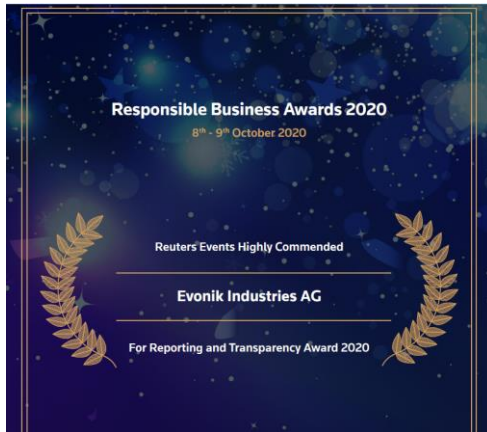 Responsible Business Awards 2020
8th - 9th October 2020
Reuters Events Highly Commended
Evonik Industries AG
For Reporting and Transparency Award 2020